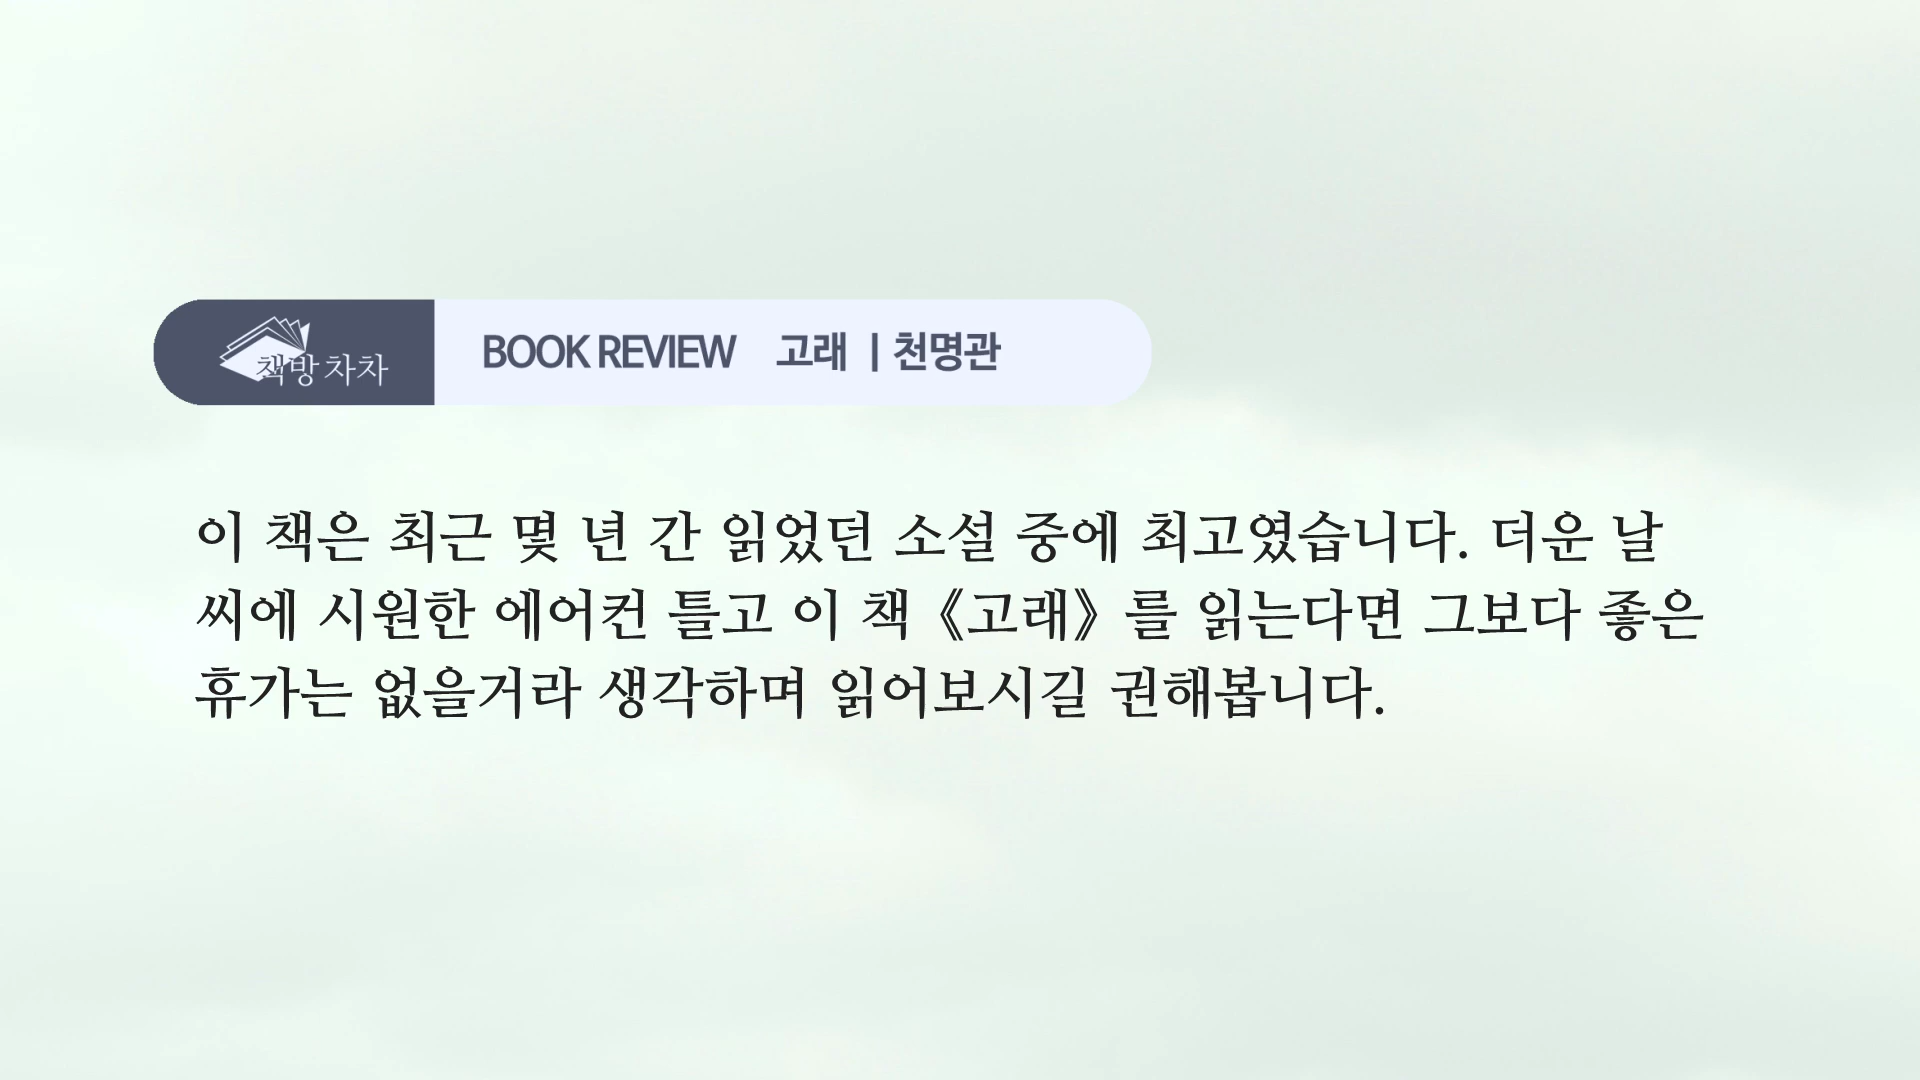 책방차차
BOOK REVIEW 고래 | 천명관
이 책은 최근 몇 년 간 읽었던 소설 중에 최고였습니다. 더운 날
씨에 시원한 에어컨 틀고 이 책《고래》를 읽는다면 그보다 좋은
휴가는 없을거라 생각하며 읽어보시길 권해봅니다.